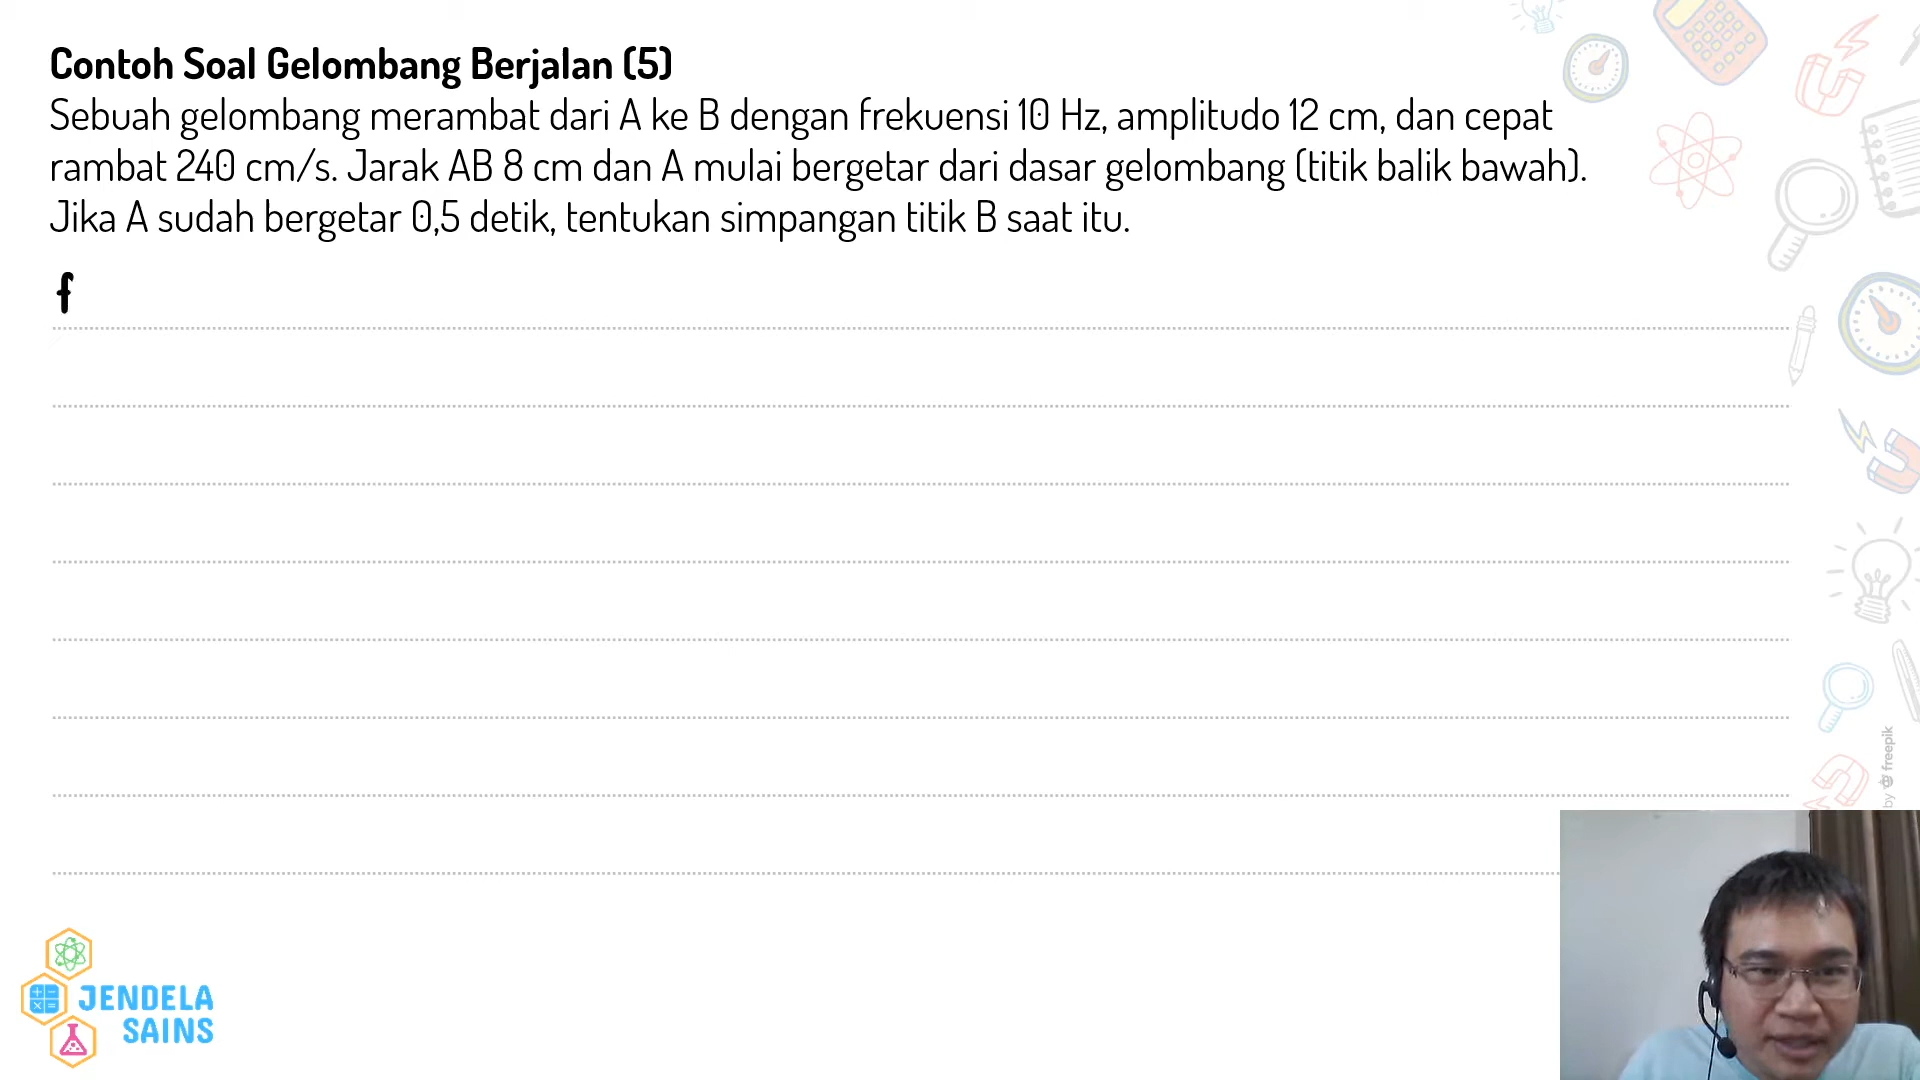 Contoh Soal Gelombang Berjalan (5)
Sebuah gelombang merambat dari A ke B dengan frekuensi 10 Hz, amplitudo 12 cm, dan cepat
rambat 240 cm/s. Jarak AB 8 cm dan A mulai bergetar dari dasar gelombang (titik balik bawah).
Jika A sudah bergetar 0,5 detik, tentukan simpangan titik B saat itu.
f
by freepik
JENDELA
SAINS